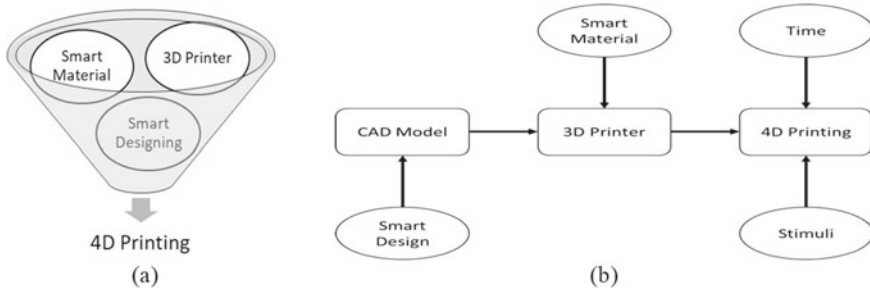 Smart
Material
3D Printer
Smart
Designing
4D Printing
(a)
Smart
Material
Time
CAD Model
3D Printer
4D Printing
Smart
Design
Stimuli
(b)